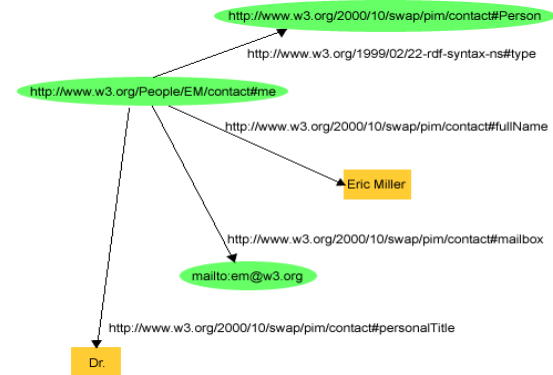 http://www.w3.org/2000/10/swap/pim/contact#Person
http://www.w3.org/1999/02/22-rdf-syntax-ns#type
http://www.w3.org/People/EM/contact#me
http://www.w3.org/2000/10/swap/pim/contact#fullName
Eric Miller
http://www.w3.org/2000/10/swap/pim/contact#mailbox
mailto:em@w3.org
http://www.w3.org/2000/10/swap/pim/contact#personalTitle
Dr.